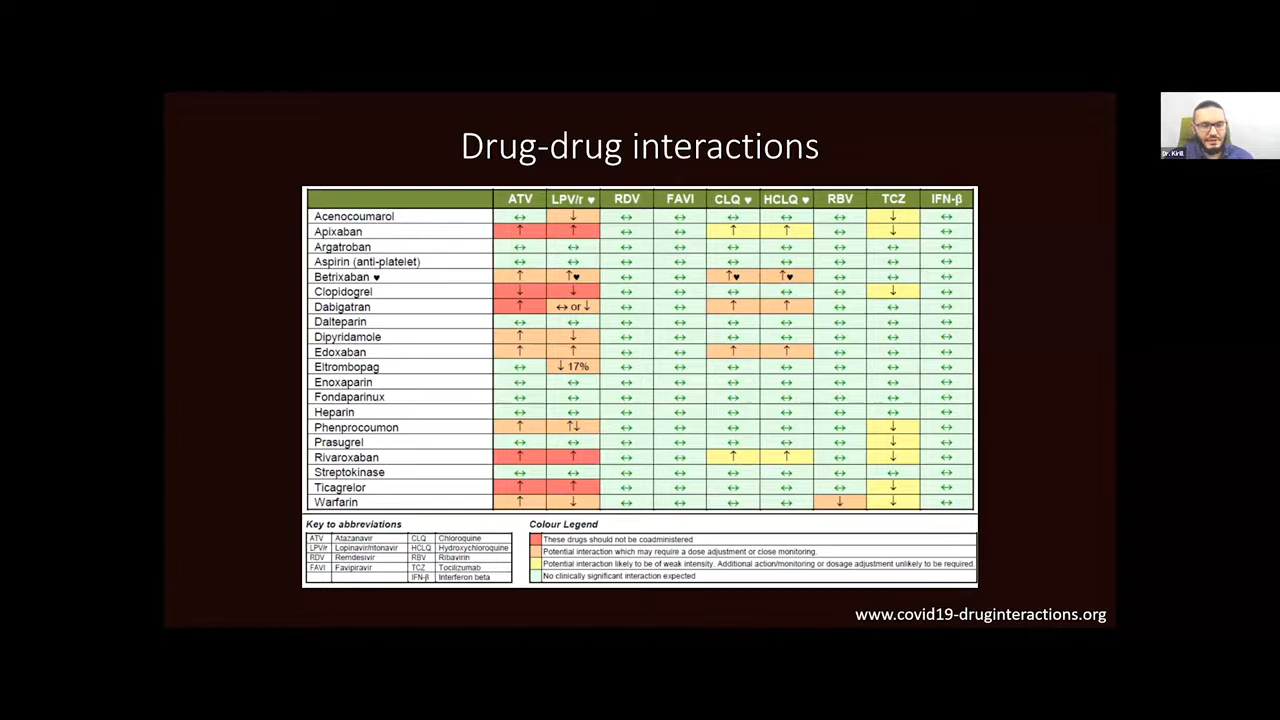 Drug-drug interactions
ATV LPV/r ♥ RDV FAVI CLQ ♥ HCLQ ♥ RBV TCZ IFN-β
Acenocoumarol ↔ ↓ ↔ ↔ ↔ ↔ ↔ ↓ ↔
Apixaban ↑ ↑ ↔ ↔ ↑ ↑ ↔ ↓ ↔
Argatroban ↔ ↔ ↔ ↔ ↔ ↔ ↔ ↔ ↔
Aspirin (anti-platelet) ↔ ↔ ↔ ↔ ↔ ↔ ↔ ↔ ↔
Betrixaban ♥ ↑ ↑♥ ↔ ↔ ↑♥ ↑♥ ↔ ↔ ↔
Clopidogrel ↓ ↓ ↔ ↔ ↔ ↔ ↔ ↓ ↔
Dabigatran ↑ ↔ or ↓ ↔ ↔ ↑ ↑ ↔ ↔ ↔
Dalteparin ↔ ↔ ↔ ↔ ↔ ↔ ↔ ↔ ↔
Dipyridamole ↑ ↓ ↔ ↔ ↔ ↔ ↔ ↔ ↔
Edoxaban ↑ ↑ ↔ ↔ ↑ ↑ ↔ ↔ ↔
Eltrombopag ↔ ↓ 17% ↔ ↔ ↔ ↔ ↔ ↔ ↔
Enoxaparin ↔ ↔ ↔ ↔ ↔ ↔ ↔ ↔ ↔
Fondaparinux ↔ ↔ ↔ ↔ ↔ ↔ ↔ ↔ ↔
Heparin ↔ ↔ ↔ ↔ ↔ ↔ ↔ ↔ ↔
Phenprocoumon ↑ ↑↓ ↔ ↔ ↔ ↔ ↔ ↓ ↔
Prasugrel ↔ ↔ ↔ ↔ ↔ ↔ ↔ ↓ ↔
Rivaroxaban ↑ ↑ ↔ ↔ ↑ ↑ ↔ ↓ ↔
Streptokinase ↔ ↔ ↔ ↔ ↔ ↔ ↔ ↔ ↔
Ticagrelor ↑ ↑ ↔ ↔ ↔ ↔ ↔ ↓ ↔
Warfarin ↑ ↓ ↔ ↔ ↔ ↔ ↓ ↓ ↔
Key to abbreviations
ATV Atazanavir CLQ Chloroquine
LPV/r Lopinavir/ritonavir HCLQ Hydroxychloroquine
RDV Remdesivir RBV Ribavirin
FAVI Favipiravir TCZ Tocilizumab
IFN-β Interferon beta
Colour Legend
These drugs should not be coadministered
Potential interaction which may require a dose adjustment or close monitoring.
Potential interaction likely to be of weak intensity. Additional action/monitoring or dosage adjustment unlikely to be required.
No clinically significant interaction expected
www.covid19-druginteractions.org
Dr. Kirill